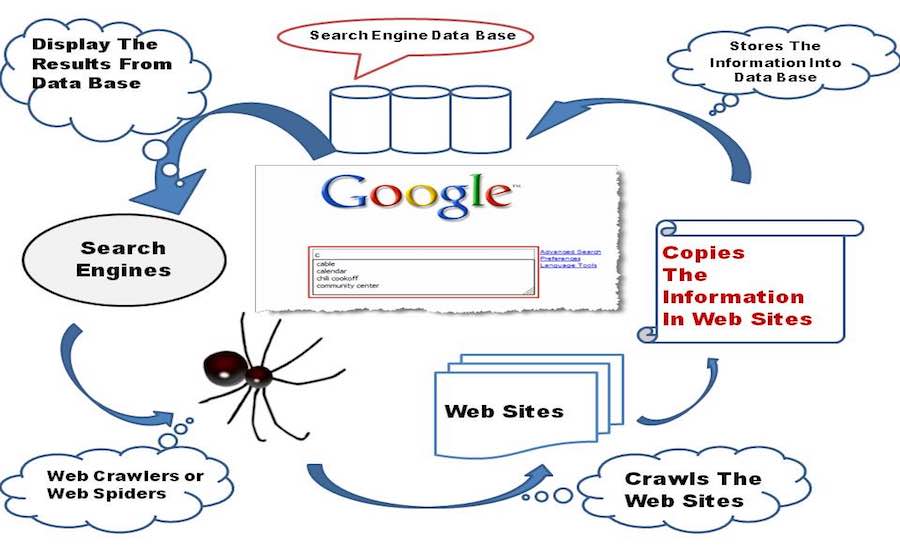 Display The
Results From
Data Base
Search Engine Data Base
Stores The
Information Into
Data Base
Google™
c
cable
calendar
chili cookoff
community center
Advanced Search
Preferences
Language Tools
Search
Engines
Copies
The
Information
In Web Sites
Web Sites
Web Crawlers or
Web Spiders
Crawls The
Web Sites